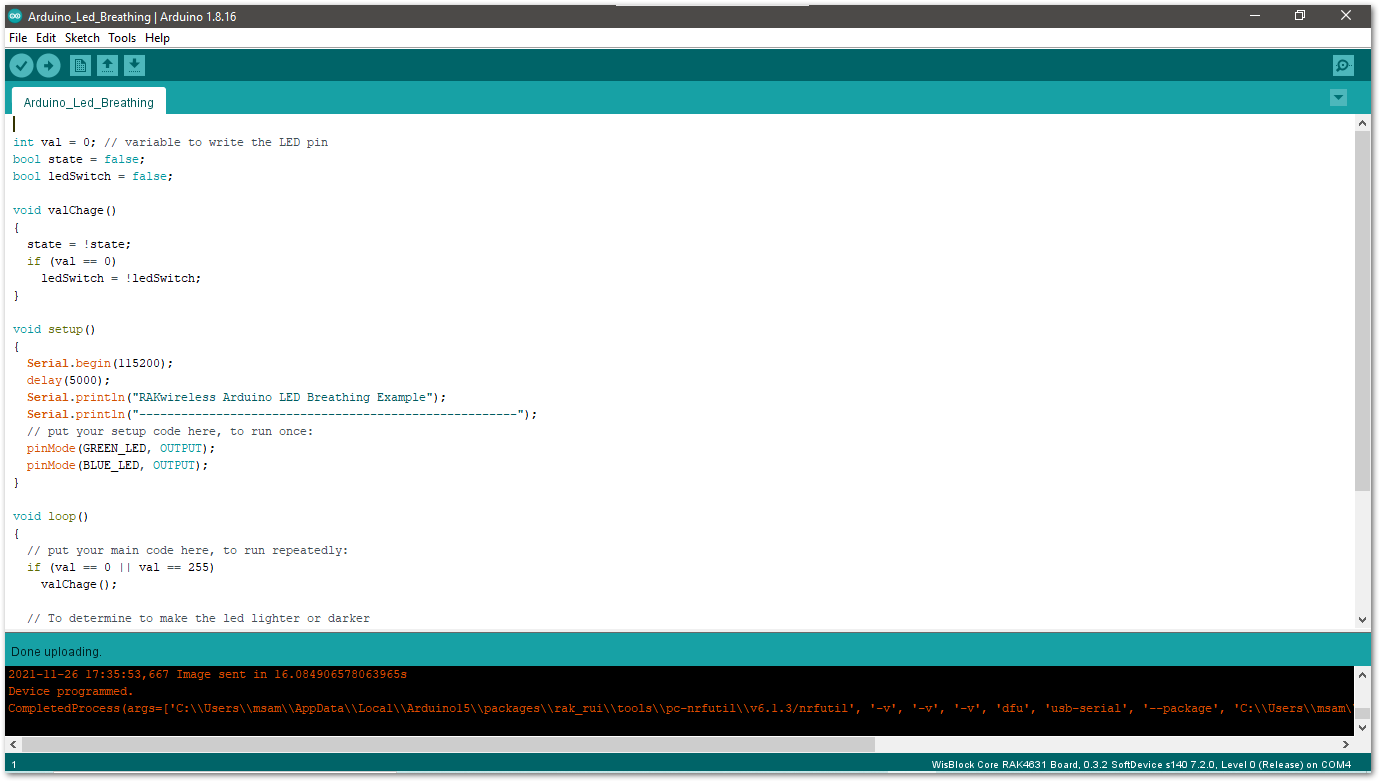 Arduino_Led_Breathing | Arduino 1.8.16
File Edit Sketch Tools Help
Arduino_Led_Breathing
int val = 0; // variable to write the LED pin
bool state = false;
bool ledSwitch = false;
void valChage()
{
  state = !state;
  if (val == 0)
    ledSwitch = !ledSwitch;
}
void setup()
{
  Serial.begin(115200);
  delay(5000);
  Serial.println("RAKwireless Arduino LED Breathing Example");
  Serial.println("------------------------------------------------------");
  // put your setup code here, to run once:
  pinMode(GREEN_LED, OUTPUT);
  pinMode(BLUE_LED, OUTPUT);
}
void loop()
{
  // put your main code here, to run repeatedly:
  if (val == 0 || val == 255)
    valChage();
  // To determine to make the led lighter or darker
Done uploading.
2021-11-26 17:35:53,667 Image sent in 16.084906578063965s
Device programmed.
CompletedProcess(args=['C:\\Users\\msam\\AppData\\Local\\Arduino15\\packages\\rak_rui\\tools\\pc-nrfutil\\v6.1.3/nrfutil', '-v', '-v', '-v', 'dfu', 'usb-serial', '--package', 'C:\\Users\\msam\
1
WisBlock Core RAK4631 Board, 0.3.2 SoftDevice s140 7.2.0, Level 0 (Release) on COM4